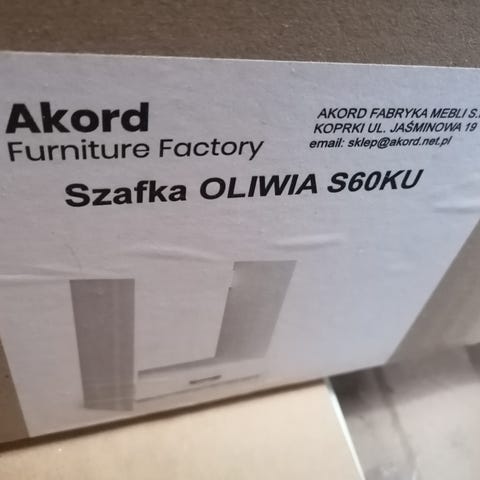 Akord
Furniture Factory
AKORD FABRYKA MEBLI S.
KOPRKI UL. JAŚMINOWA 19
email: sklep@akord.net.pl
Szafka OLIWIA S60KU